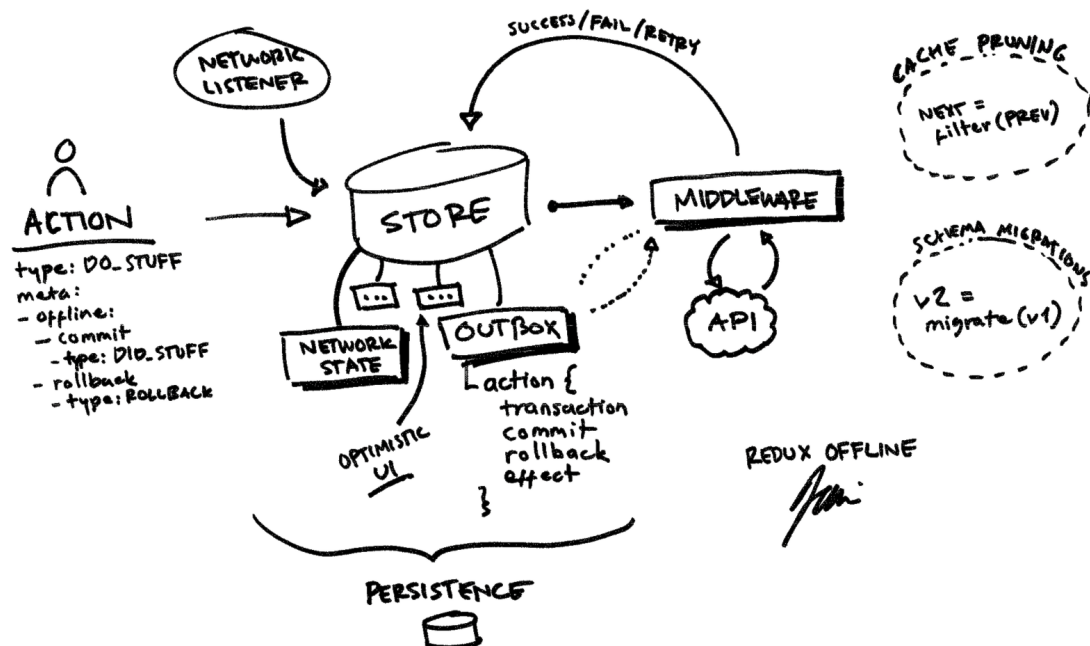 SUCCESS/FAIL/RETRY
NETWORK
LISTENER
CACHE PRUNING
NEXT =
filter(PREV)
ACTION
type: DO_STUFF
meta:
- offline:
- commit
- type: DID_STUFF
- rollback
- type: ROLLBACK
STORE
MIDDLEWARE
...
...
NETWORK
STATE
OUTBOX
action {
transaction
commit
rollback
effect
}
OPTIMISTIC
UI
API
SCHEMA MIGRATIONS
v2 =
migrate(v1)
REDUX OFFLINE
PERSISTENCE